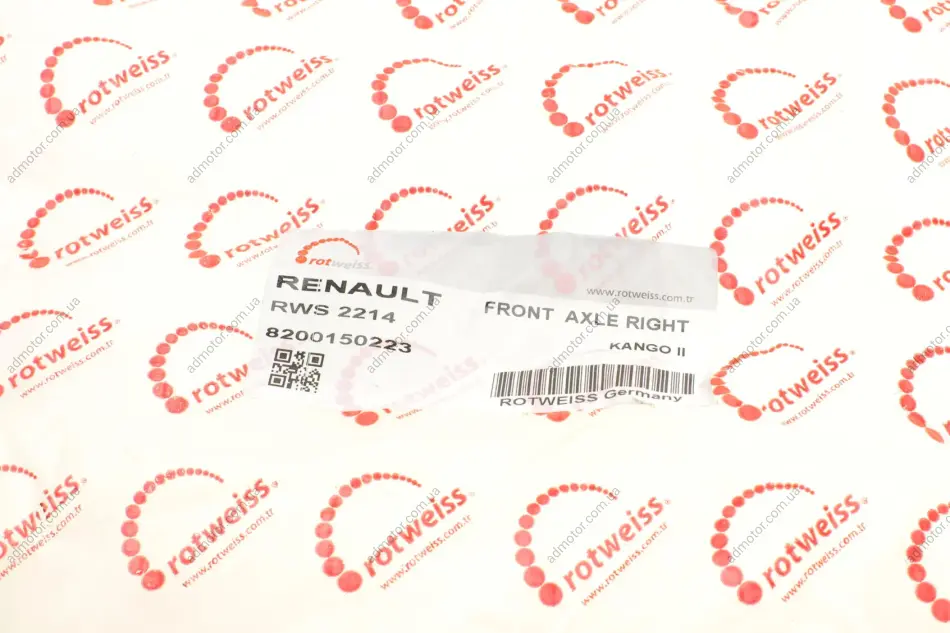 rotweiss
www.rotweiss.com.tr
RENAULT
RWS 2214
8200150223
FRONT AXLE RIGHT
KANGO II
ROTWEISS Germany
rotweiss
www.rotweiss.com.tr
admotor.com.ua